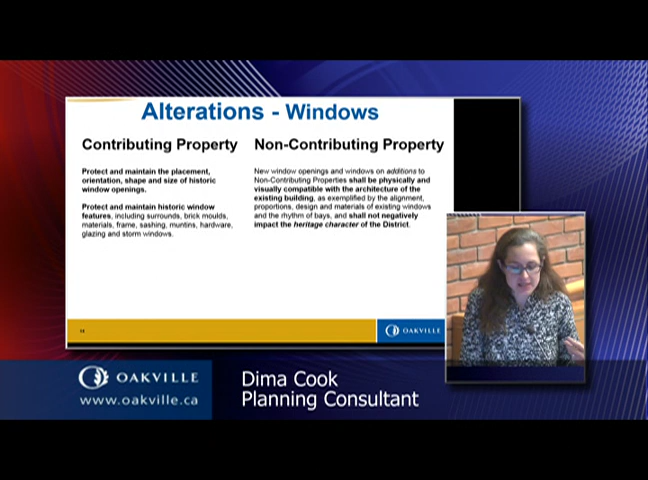 Alterations - Windows
Contributing Property
Protect and maintain the placement,
orientation, shape and size of historic
window openings.
Protect and maintain historic window
features, including surrounds, brick moulds,
materials, frame, sashing, muntins, hardware,
glazing and storm windows.
Non-Contributing Property
New window openings and windows on additions to
Non-Contributing Properties shall be physically and
visually compatible with the architecture of the
existing building, as exemplified by the alignment,
proportions, design and materials of existing windows
and the rhythm of bays, and shall not negatively
impact the heritage character of the District.
OAKVILLE
OAKVILLE
www.oakville.ca
Dima Cook
Planning Consultant